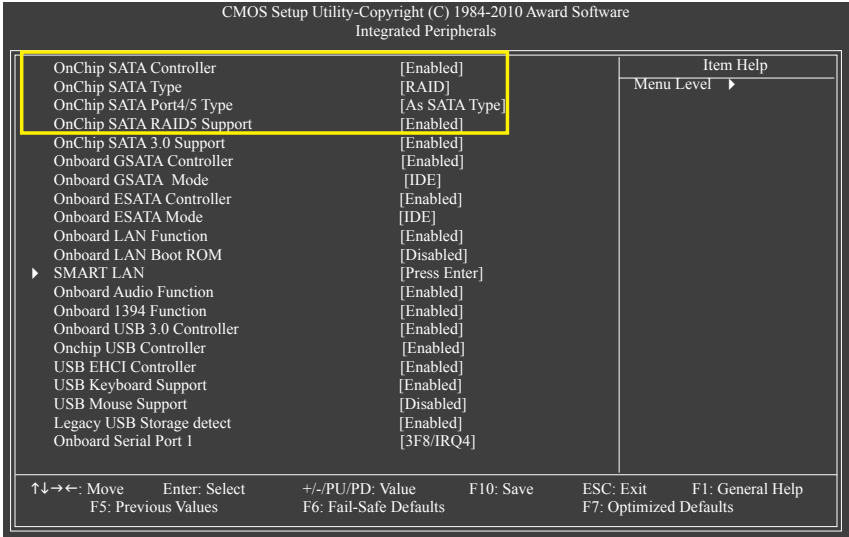 CMOS Setup Utility-Copyright (C) 1984-2010 Award Software
Integrated Peripherals
OnChip SATA Controller [Enabled] Item Help
OnChip SATA Type [RAID] Menu Level ▶
OnChip SATA Port4/5 Type [As SATA Type]
OnChip SATA RAID5 Support [Enabled]
OnChip SATA 3.0 Support [Enabled]
Onboard GSATA Controller [Enabled]
Onboard GSATA Mode [IDE]
Onboard ESATA Controller [Enabled]
Onboard ESATA Mode [IDE]
Onboard LAN Function [Enabled]
Onboard LAN Boot ROM [Disabled]
▶ SMART LAN [Press Enter]
Onboard Audio Function [Enabled]
Onboard 1394 Function [Enabled]
Onboard USB 3.0 Controller [Enabled]
Onchip USB Controller [Enabled]
USB EHCI Controller [Enabled]
USB Keyboard Support [Enabled]
USB Mouse Support [Disabled]
Legacy USB Storage detect [Enabled]
Onboard Serial Port 1 [3F8/IRQ4]
↑↓→←: Move Enter: Select +/-/PU/PD: Value F10: Save ESC: Exit F1: General Help
F5: Previous Values F6: Fail-Safe Defaults F7: Optimized Defaults